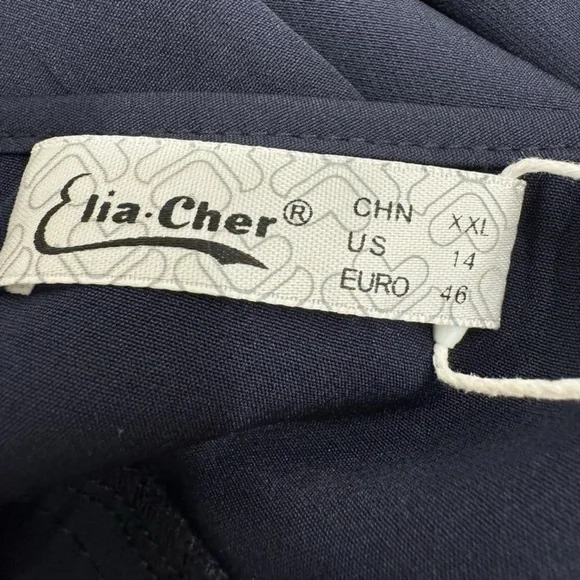 Elia·Cher®
CHN XXL
US 14
EURO 46